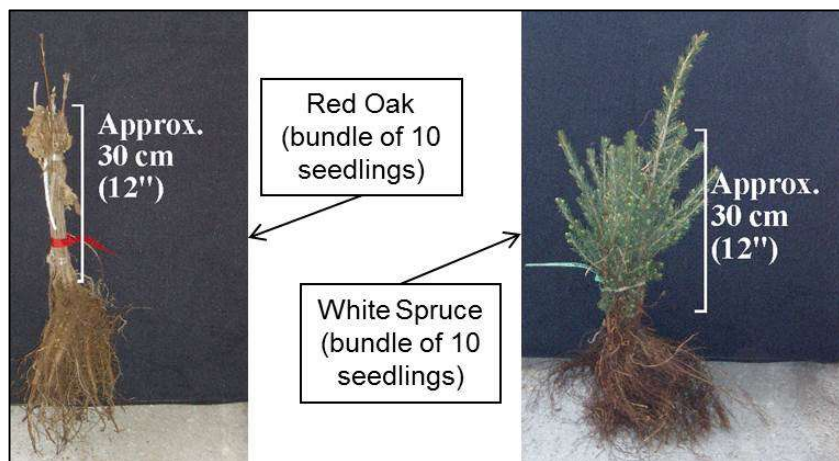 Approx.
30 cm
(12")
Red Oak
(bundle of 10
seedlings)
White Spruce
(bundle of 10
seedlings)
Approx.
30 cm
(12")